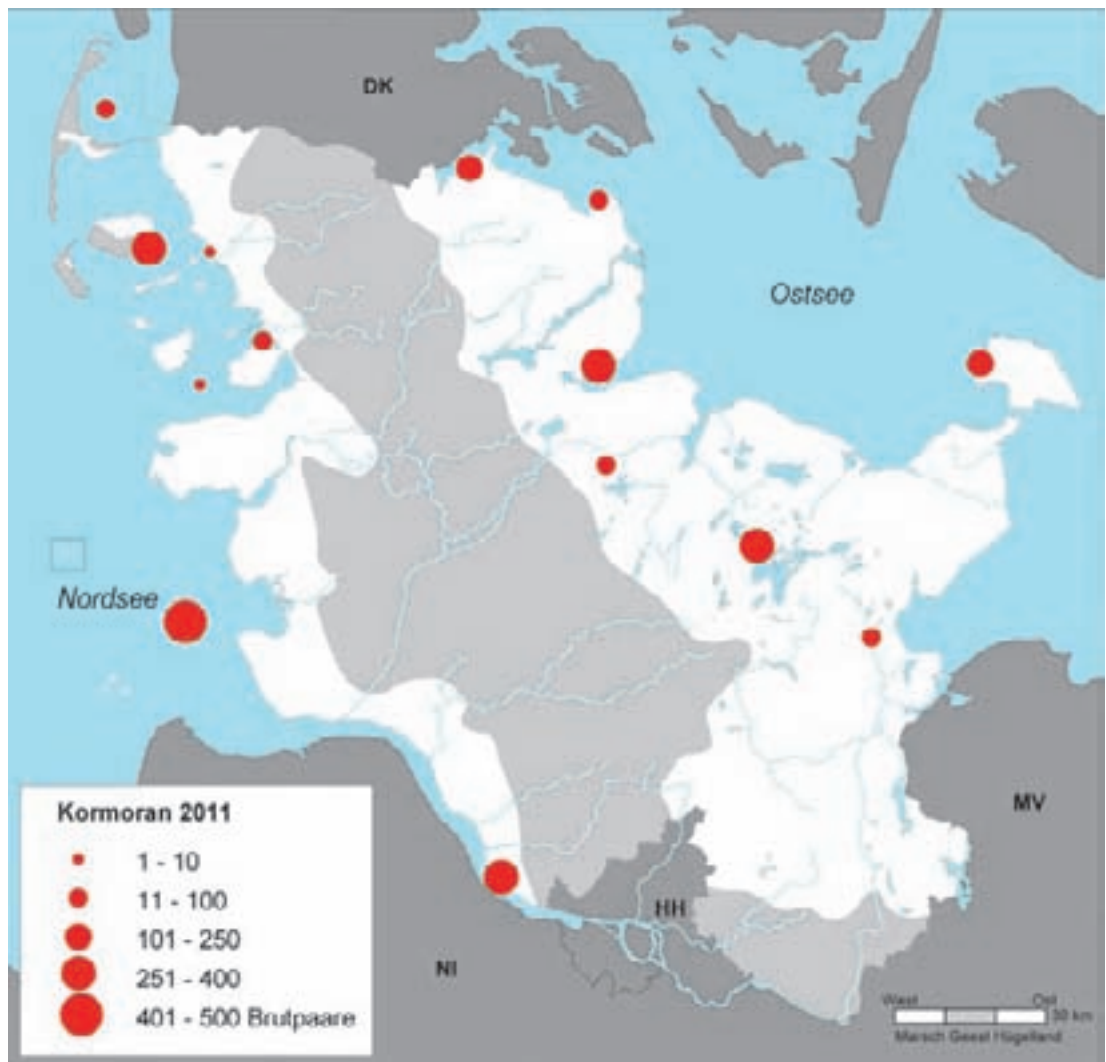 DK
Ostsee
Nordsee
MV
HH
NI
Kormoran 2011
1 - 10
11 - 100
101 - 250
251 - 400
401 - 500 Brutpaare
West Ost
30 km
Marsch Geest Hügelland